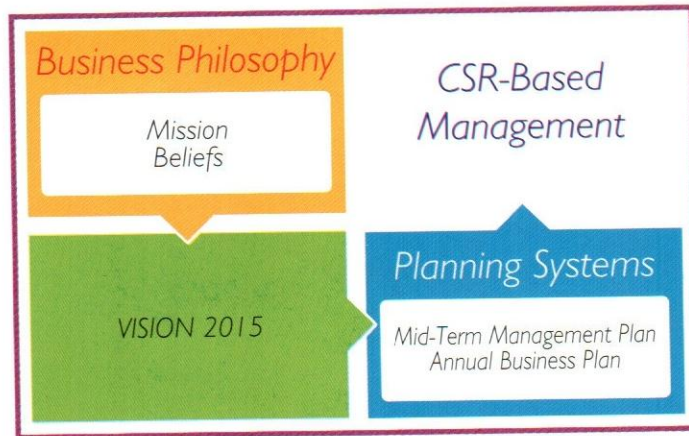 Business Philosophy
Mission
Beliefs
VISION 2015
CSR-Based
Management
Planning Systems
Mid-Term Management Plan
Annual Business Plan